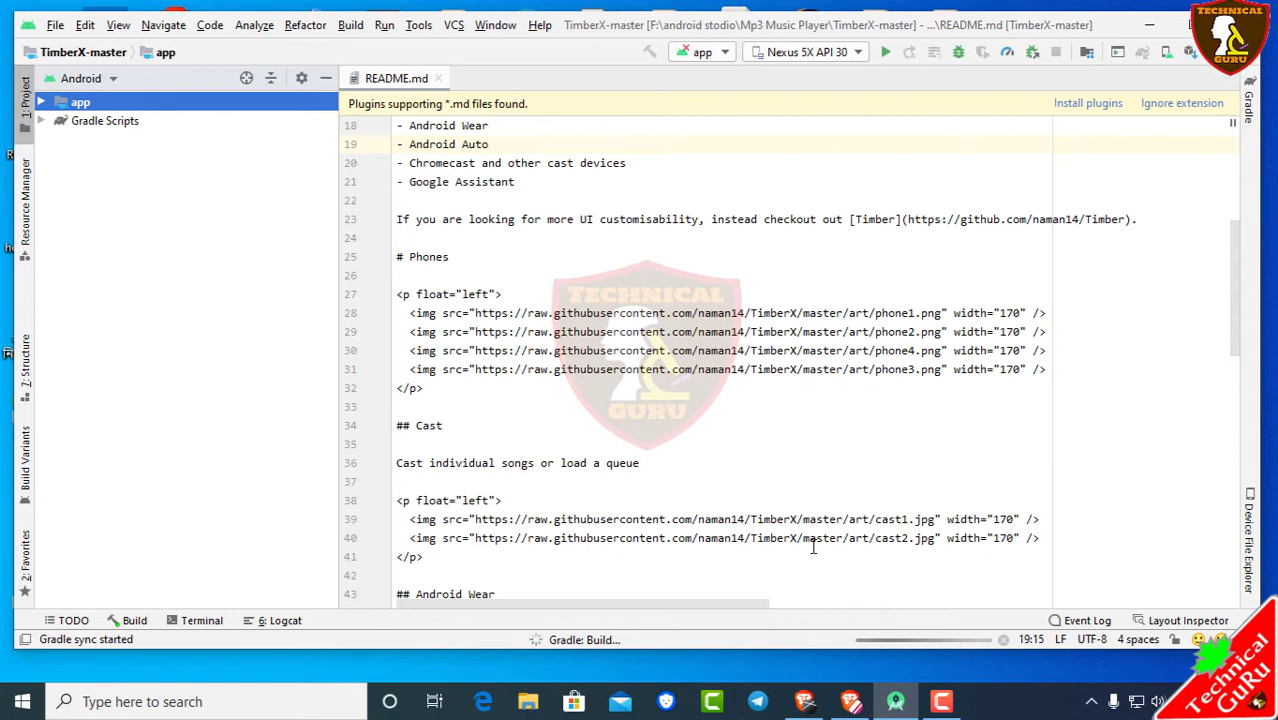 File Edit View Navigate Code Analyze Refactor Build Run Tools VCS Window TimberX-master [F:\android stodio\Mp3 Music Player\TimberX-master] - ...\README.md [TimberX-master]
TECHNICAL
GURU
TimberX-master app
app Nexus 5X API 30
Android
README.md
1: Project
Gradle
app
Gradle Scripts
Plugins supporting *.md files found. Install plugins Ignore extension
18 - Android Wear
19 - Android Auto
20 - Chromecast and other cast devices
21 - Google Assistant
22
23 If you are looking for more UI customisability, instead checkout out [Timber](https://github.com/naman14/Timber).
24
25 # Phones
26
27 <p float="left">
28 <img src="https://raw.githubusercontent.com/naman14/TimberX/master/art/phone1.png" width="170" />
29 <img src="https://raw.githubusercontent.com/naman14/TimberX/master/art/phone2.png" width="170" />
30 <img src="https://raw.githubusercontent.com/naman14/TimberX/master/art/phone4.png" width="170" />
31 <img src="https://raw.githubusercontent.com/naman14/TimberX/master/art/phone3.png" width="170" />
32 </p>
33
34 ## Cast
35
36 Cast individual songs or load a queue
37
38 <p float="left">
39 <img src="https://raw.githubusercontent.com/naman14/TimberX/master/art/cast1.jpg" width="170" />
40 <img src="https://raw.githubusercontent.com/naman14/TimberX/master/art/cast2.jpg" width="170" />
41 </p>
42
43 ## Android Wear
TECHNICAL
GURU
Resource Manager
Z: Structure
Build Variants
2: Favorites
Device File Explorer
TODO Build Terminal 6: Logcat Event Log Layout Inspector
Gradle sync started Gradle: Build... 19:15 LF UTF-8 4 spaces
Technical
GuRu
Type here to search